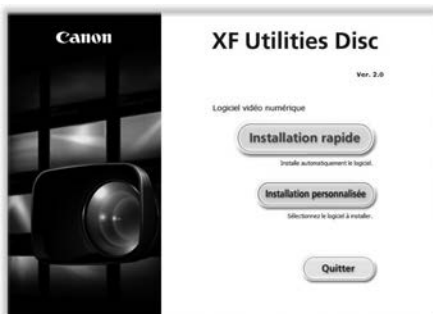 Canon
XF Utilities Disc
Ver. 2.0
Logiciel vidéo numérique
Installation rapide
Installe automatiquement le logiciel.
Installation personnalisée
Sélectionnez le logiciel à installer.
Quitter